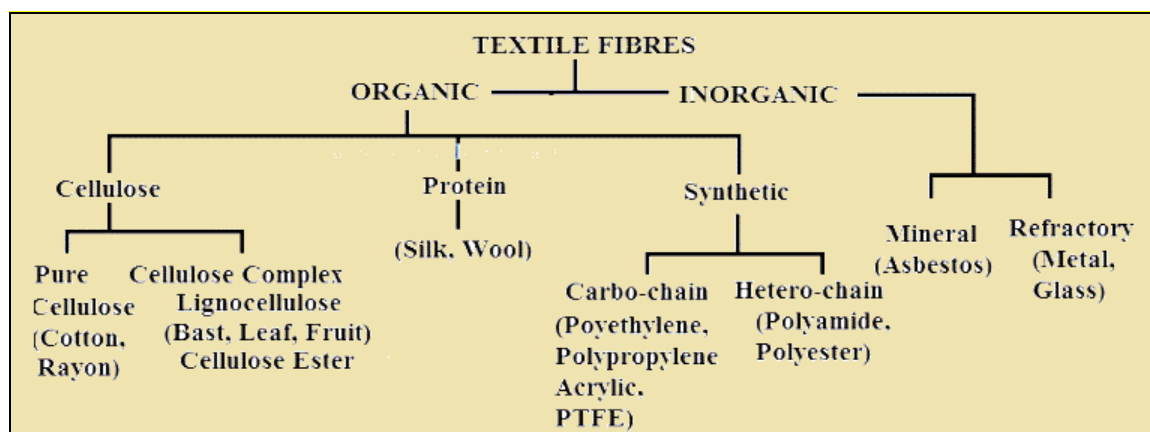 TEXTILE FIBRES
ORGANIC
INORGANIC
Cellulose
Protein
Synthetic
(Silk, Wool)
Mineral
(Asbestos)
Refractory
(Metal,
Glass)
Pure
Cellulose
(Cotton,
Rayon)
Cellulose Complex
Lignocellulose
(Bast, Leaf, Fruit)
Cellulose Ester
Carbo-chain
(Poyethylene,
Polypropylene
Acrylic,
PTFE)
Hetero-chain
(Polyamide,
Polyester)